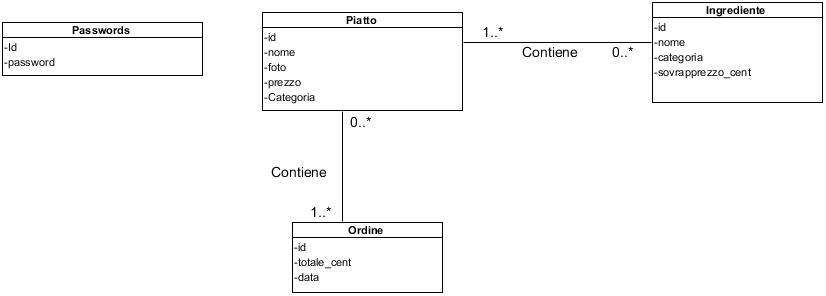 Passwords
-Id
-password
Piatto
-id
-nome
-foto
-prezzo
-Categoria
1..*
Contiene
0..*
Ingrediente
-id
-nome
-categoria
-sovrapprezzo_cent
0..*
Contiene
1..*
Ordine
-id
-totale_cent
-data